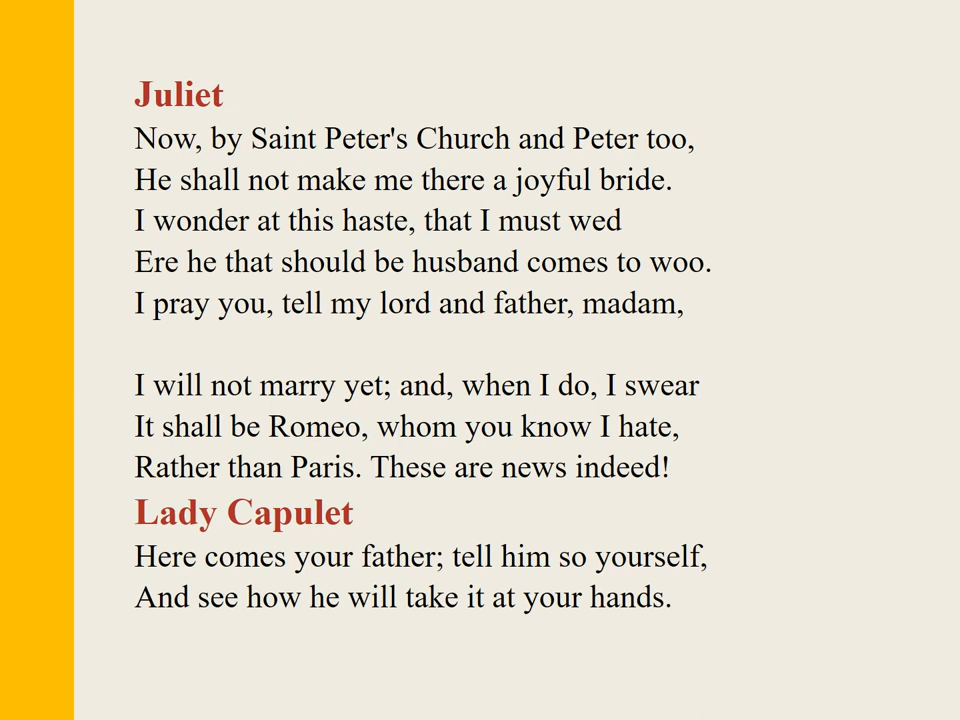 Juliet
Now, by Saint Peter's Church and Peter too,
He shall not make me there a joyful bride.
I wonder at this haste, that I must wed
Ere he that should be husband comes to woo.
I pray you, tell my lord and father, madam,
I will not marry yet; and, when I do, I swear
It shall be Romeo, whom you know I hate,
Rather than Paris. These are news indeed!
Lady Capulet
Here comes your father; tell him so yourself,
And see how he will take it at your hands.